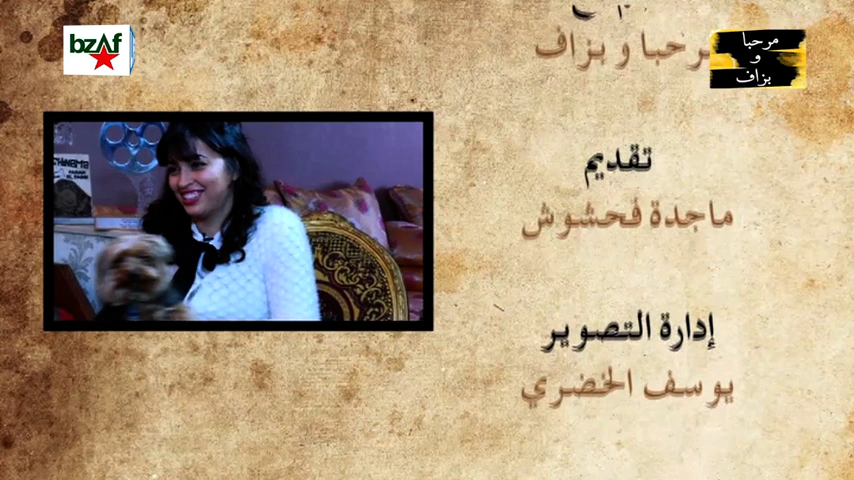 bzAf
مرحبا
و
بزاف
مرحبا و بزاف
تقديم
ماجدة فحشوش
إدارة التصوير
يوسف الخضري